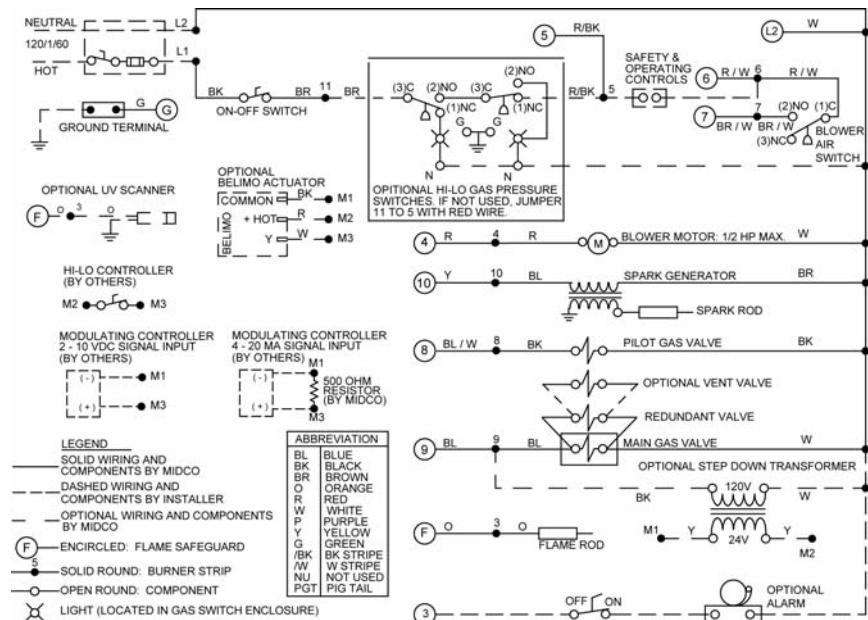 NEUTRAL L2
120/1/60
HOT L1
BK ON-OFF SWITCH BR 11 BR
G G
GROUND TERMINAL
(3)C (2)NO (3)C (2)NO
(1)NC (1)NC
G G
N N
OPTIONAL HI-LO GAS PRESSURE
SWITCHES. IF NOT USED, JUMPER
11 TO 5 WITH RED WIRE.
5 R/BK
R/BK 5
SAFETY &
OPERATING
CONTROLS
L2 W
6 R / W 6 R / W
7 BR / W 7 BR / W (2)NO (1)C
(3)NC
BLOWER
AIR
SWITCH
OPTIONAL UV SCANNER
F O 3 O
OPTIONAL
BELIMO ACTUATOR
BELIMO
COMMON BK M1
+ HOT R M2
Y W M3
HI-LO CONTROLLER
(BY OTHERS)
M2 M3
MODULATING CONTROLLER
2 - 10 VDC SIGNAL INPUT
(BY OTHERS)
(-) M1
(+) M3
MODULATING CONTROLLER
4 - 20 MA SIGNAL INPUT
(BY OTHERS)
(-) M1
500 OHM
RESISTOR
(BY MIDCO)
(+) M3
4 R 4 R M BLOWER MOTOR: 1/2 HP MAX. W
10 Y 10 BL SPARK GENERATOR BR
SPARK ROD
8 BL / W 8 BK PILOT GAS VALVE BK
OPTIONAL VENT VALVE
REDUNDANT VALVE
9 BL 9 BL MAIN GAS VALVE W
OPTIONAL STEP DOWN TRANSFORMER
BK 120V W
M1 Y 24V Y M2
F O 3 O
FLAME ROD
3 OFF ON OPTIONAL
ALARM
LEGEND
SOLID WIRING AND
COMPONENTS BY MIDCO
DASHED WIRING AND
COMPONENTS BY INSTALLER
OPTIONAL WIRING AND COMPONENTS
BY MIDCO
F ENCIRCLED: FLAME SAFEGUARD
5 SOLID ROUND: BURNER STRIP
OPEN ROUND: COMPONENT
LIGHT (LOCATED IN GAS SWITCH ENCLOSURE)
ABBREVIATION
BL BLUE
BK BLACK
BR BROWN
O ORANGE
R RED
W WHITE
P PURPLE
Y YELLOW
G GREEN
/BK BK STRIPE
/W W STRIPE
NU NOT USED
PGT PIG TAIL